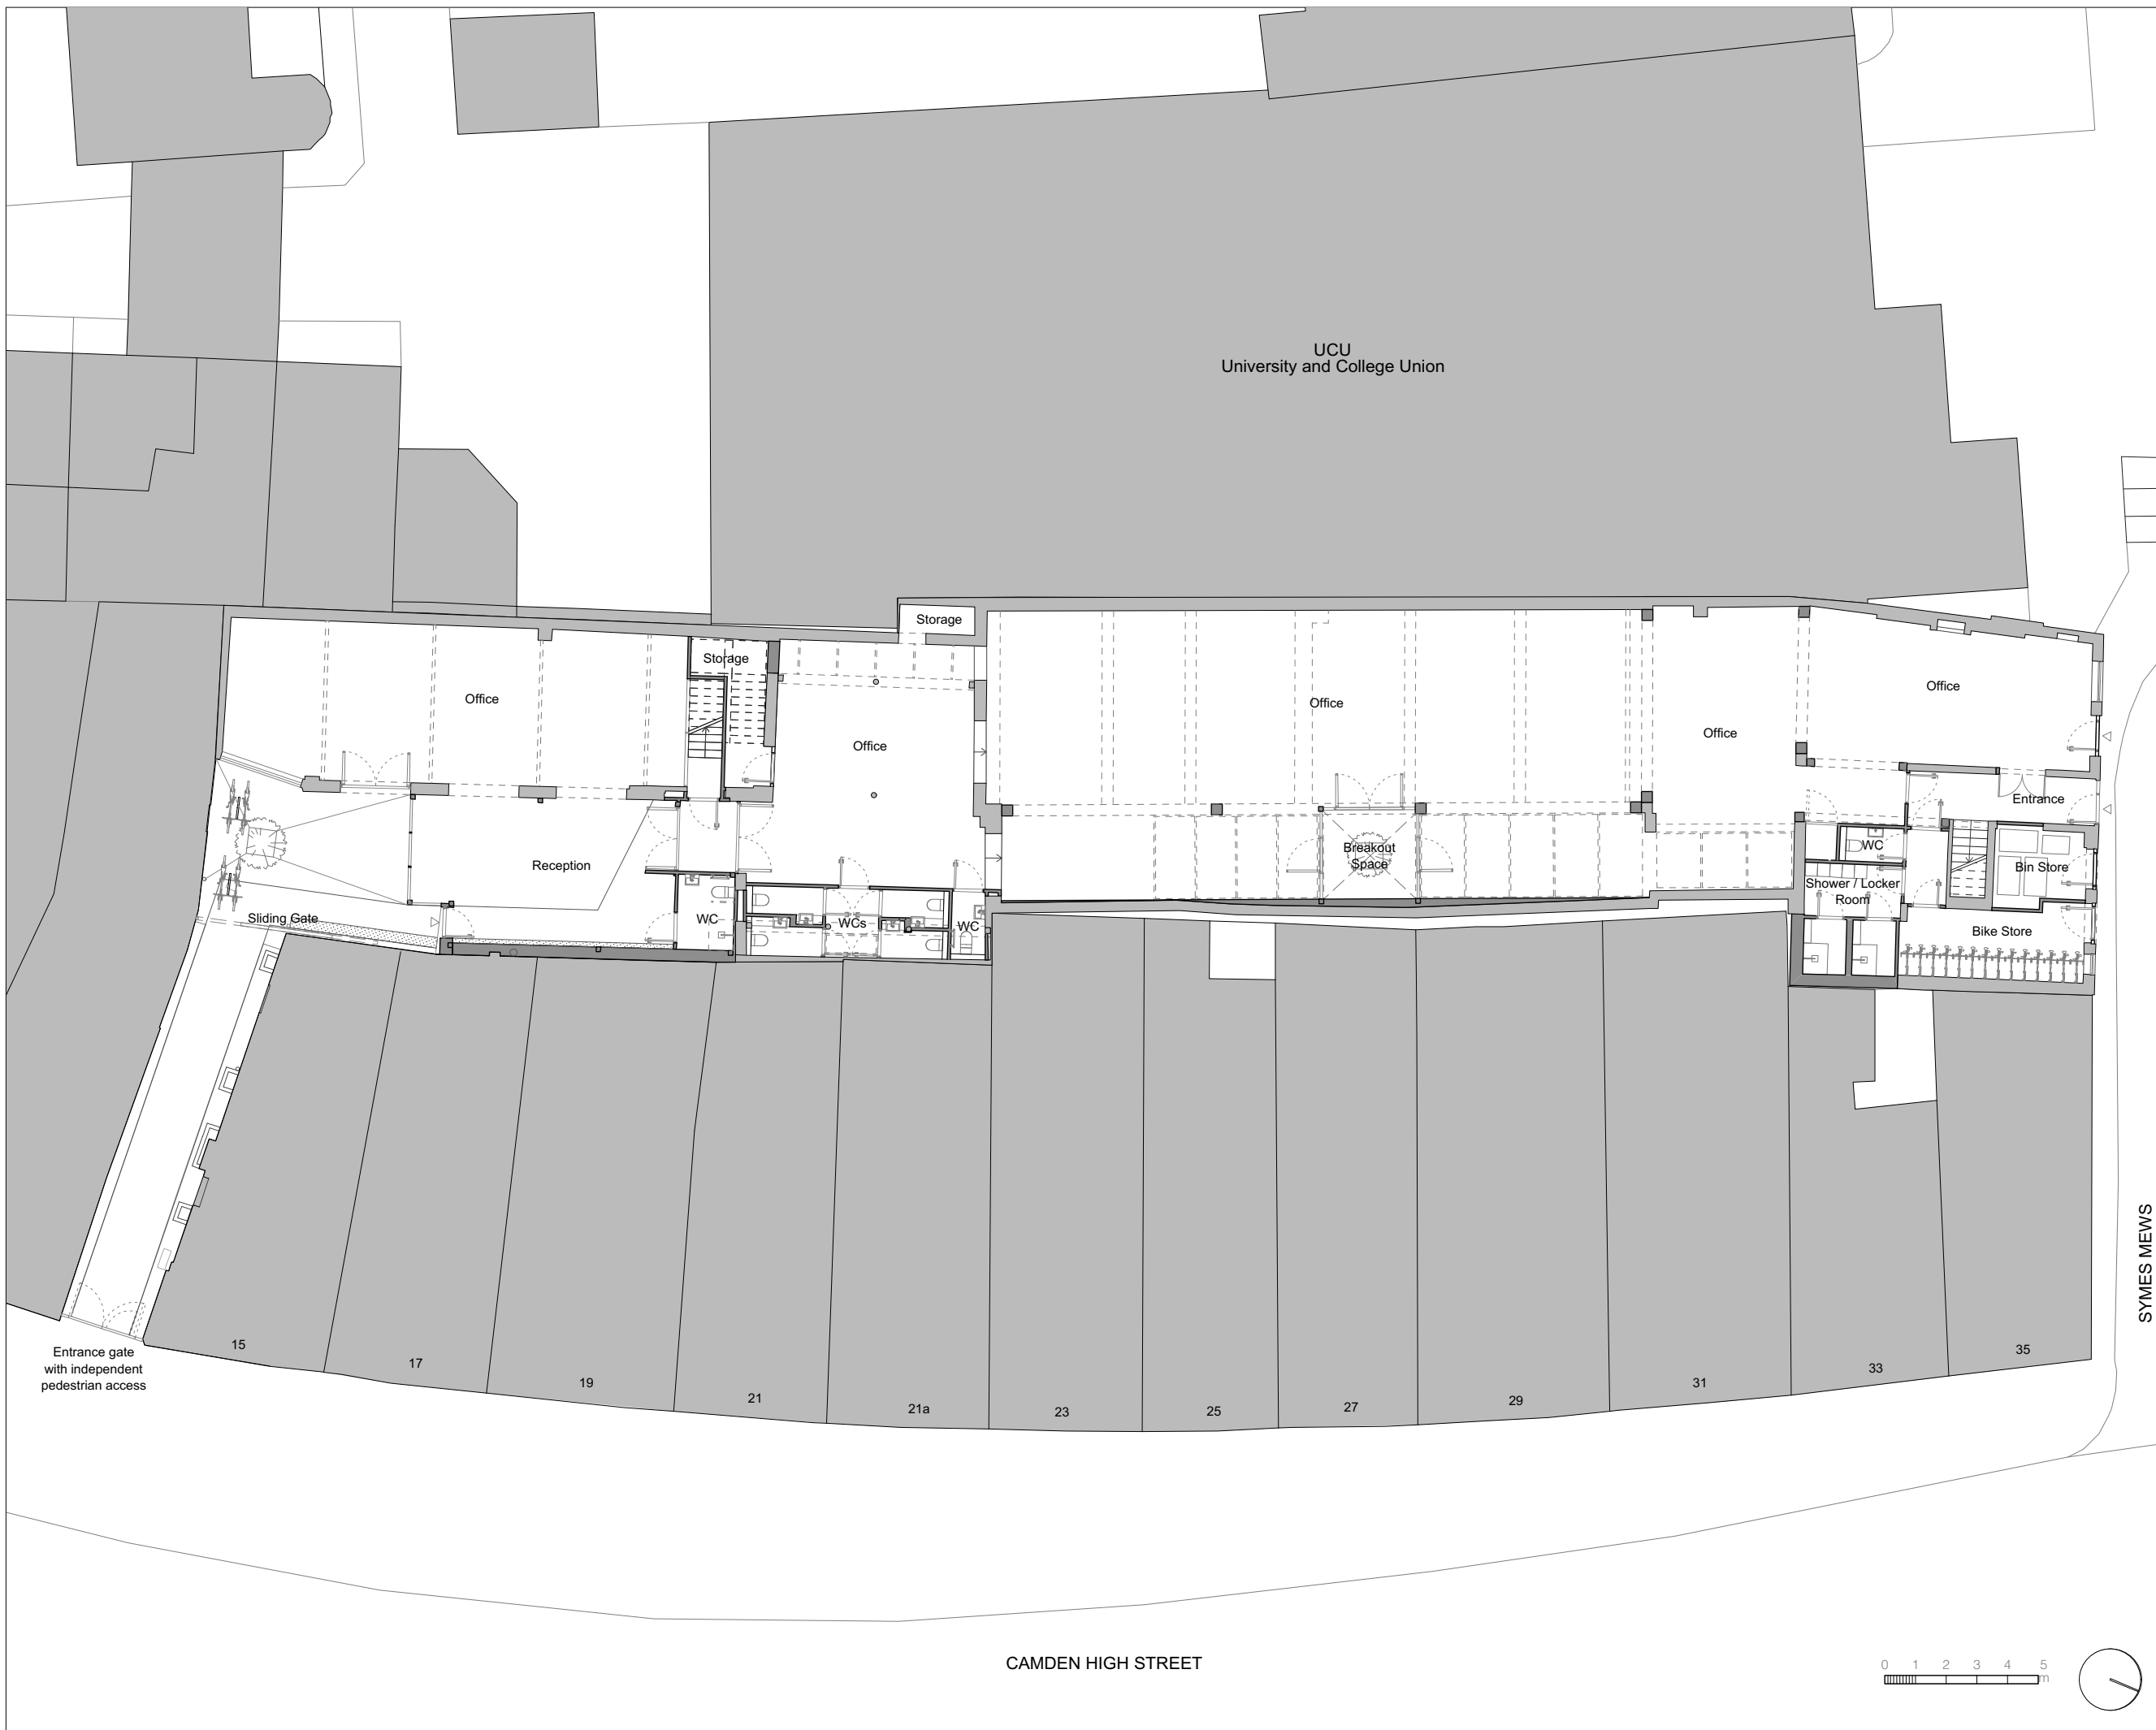 UCU
University and College Union
Storage
Storage
Office
Office
Office
Office
Office
Entrance
Reception
Breakout
Space
WC
Bin Store
Shower / Locker
Room
Sliding Gate
WC
WCs
WC
Bike Store
Entrance gate
with independent
pedestrian access
15
17
19
21
21a
23
25
27
29
31
33
35
SYMES MEWS
CAMDEN HIGH STREET
0 1 2 3 4 5
m